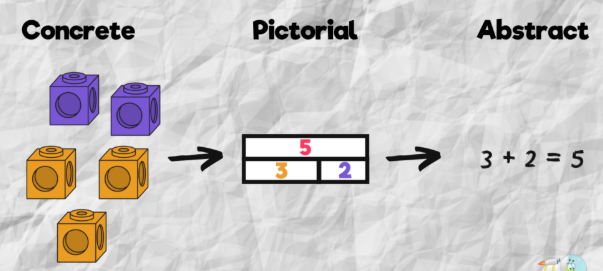 Concrete
Pictorial
Abstract
5
3 2
3 + 2 = 5